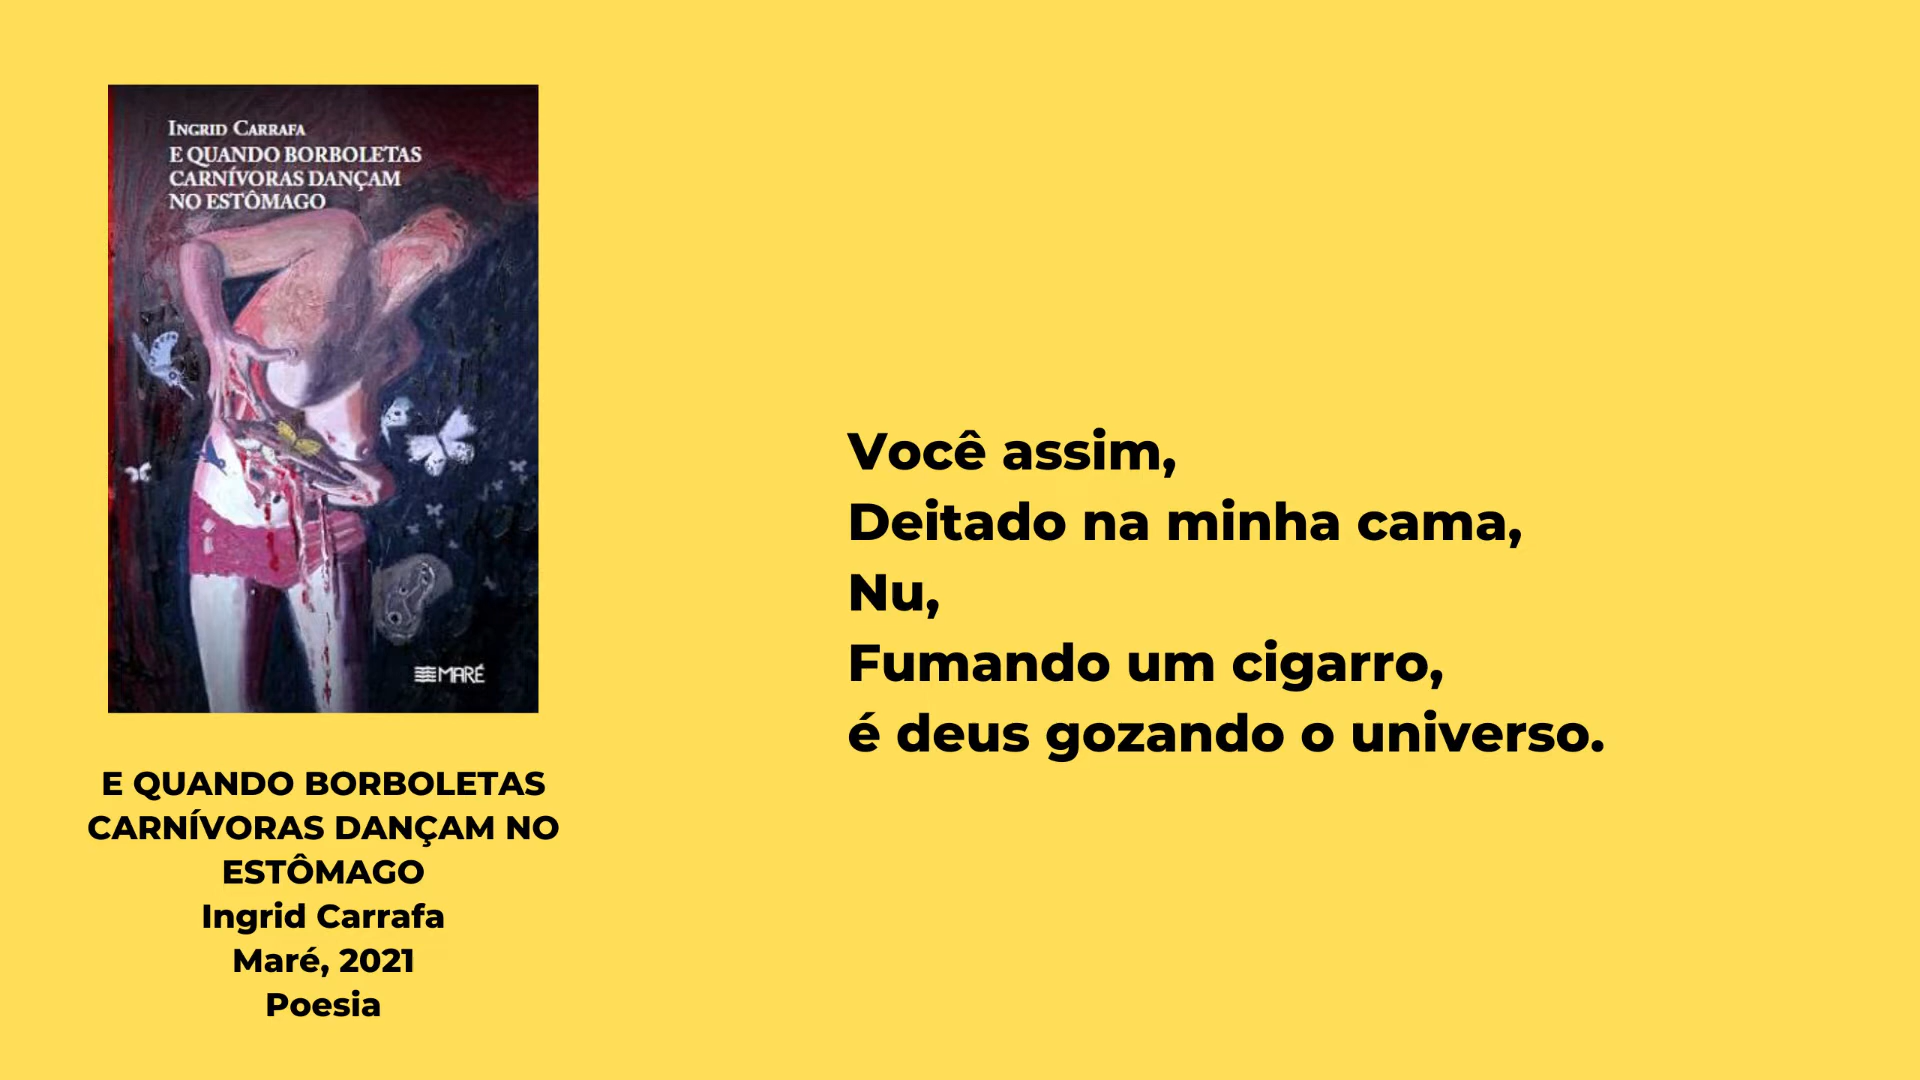 INGRID CARRAFA
E QUANDO BORBOLETAS
CARNÍVORAS DANÇAM
NO ESTÔMAGO
MARÉ
E QUANDO BORBOLETAS
CARNÍVORAS DANÇAM NO
ESTÔMAGO
Ingrid Carrafa
Maré, 2021
Poesia
Você assim,
Deitado na minha cama,
Nu,
Fumando um cigarro,
é deus gozando o universo.